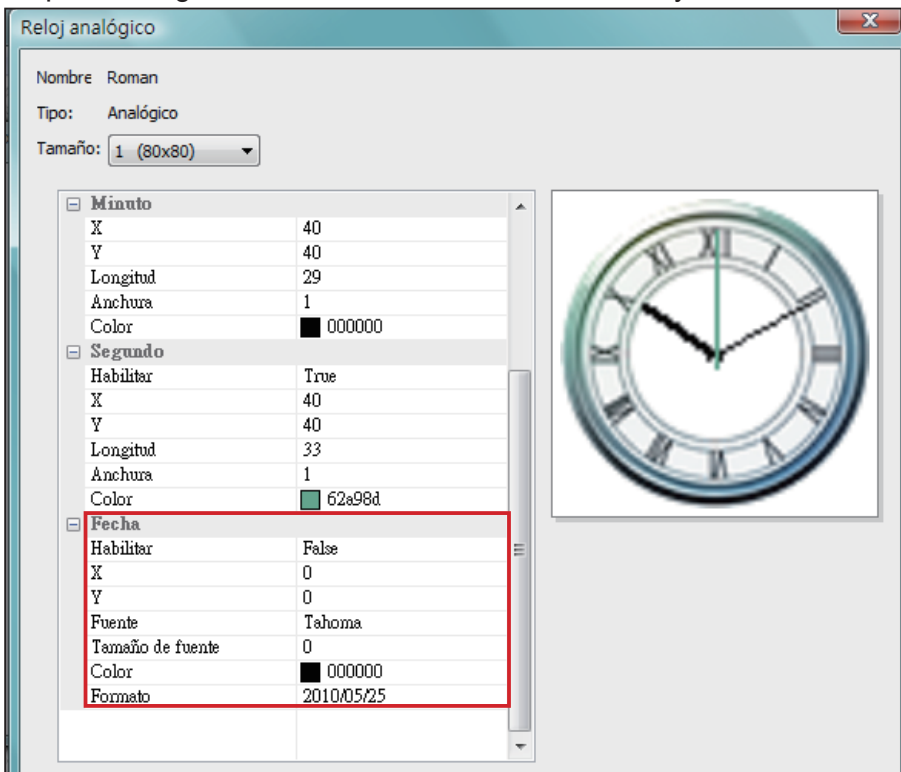 Reloj analógico
Nombre Roman
Tipo: Analógico
Tamaño: 1 (80x80)
Minuto
X 40
Y 40
Longitud 29
Anchura 1
Color 000000
Segundo
Habilitar True
X 40
Y 40
Longitud 33
Anchura 1
Color 62a98d
Fecha
Habilitar False
X 0
Y 0
Fuente Tahoma
Tamaño de fuente 0
Color 000000
Formato 2010/05/25